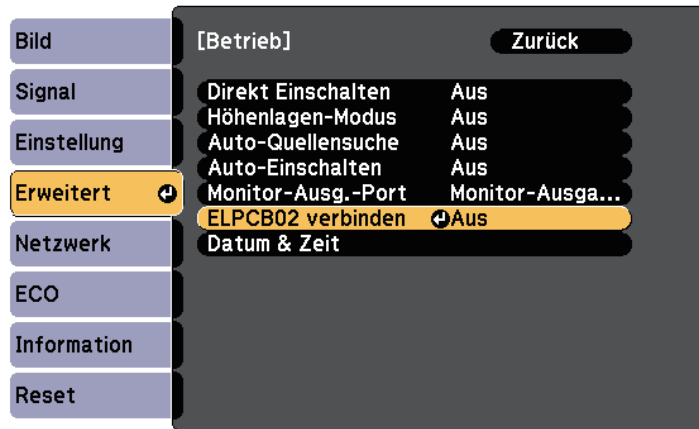 Bild
Signal
Einstellung
Erweitert
Netzwerk
ECO
Information
Reset
[Betrieb] Zurück
Direkt Einschalten Aus
Höhenlagen-Modus Aus
Auto-Quellensuche Aus
Auto-Einschalten Aus
Monitor-Ausg.-Port Monitor-Ausga...
ELPCB02 verbinden Aus
Datum & Zeit